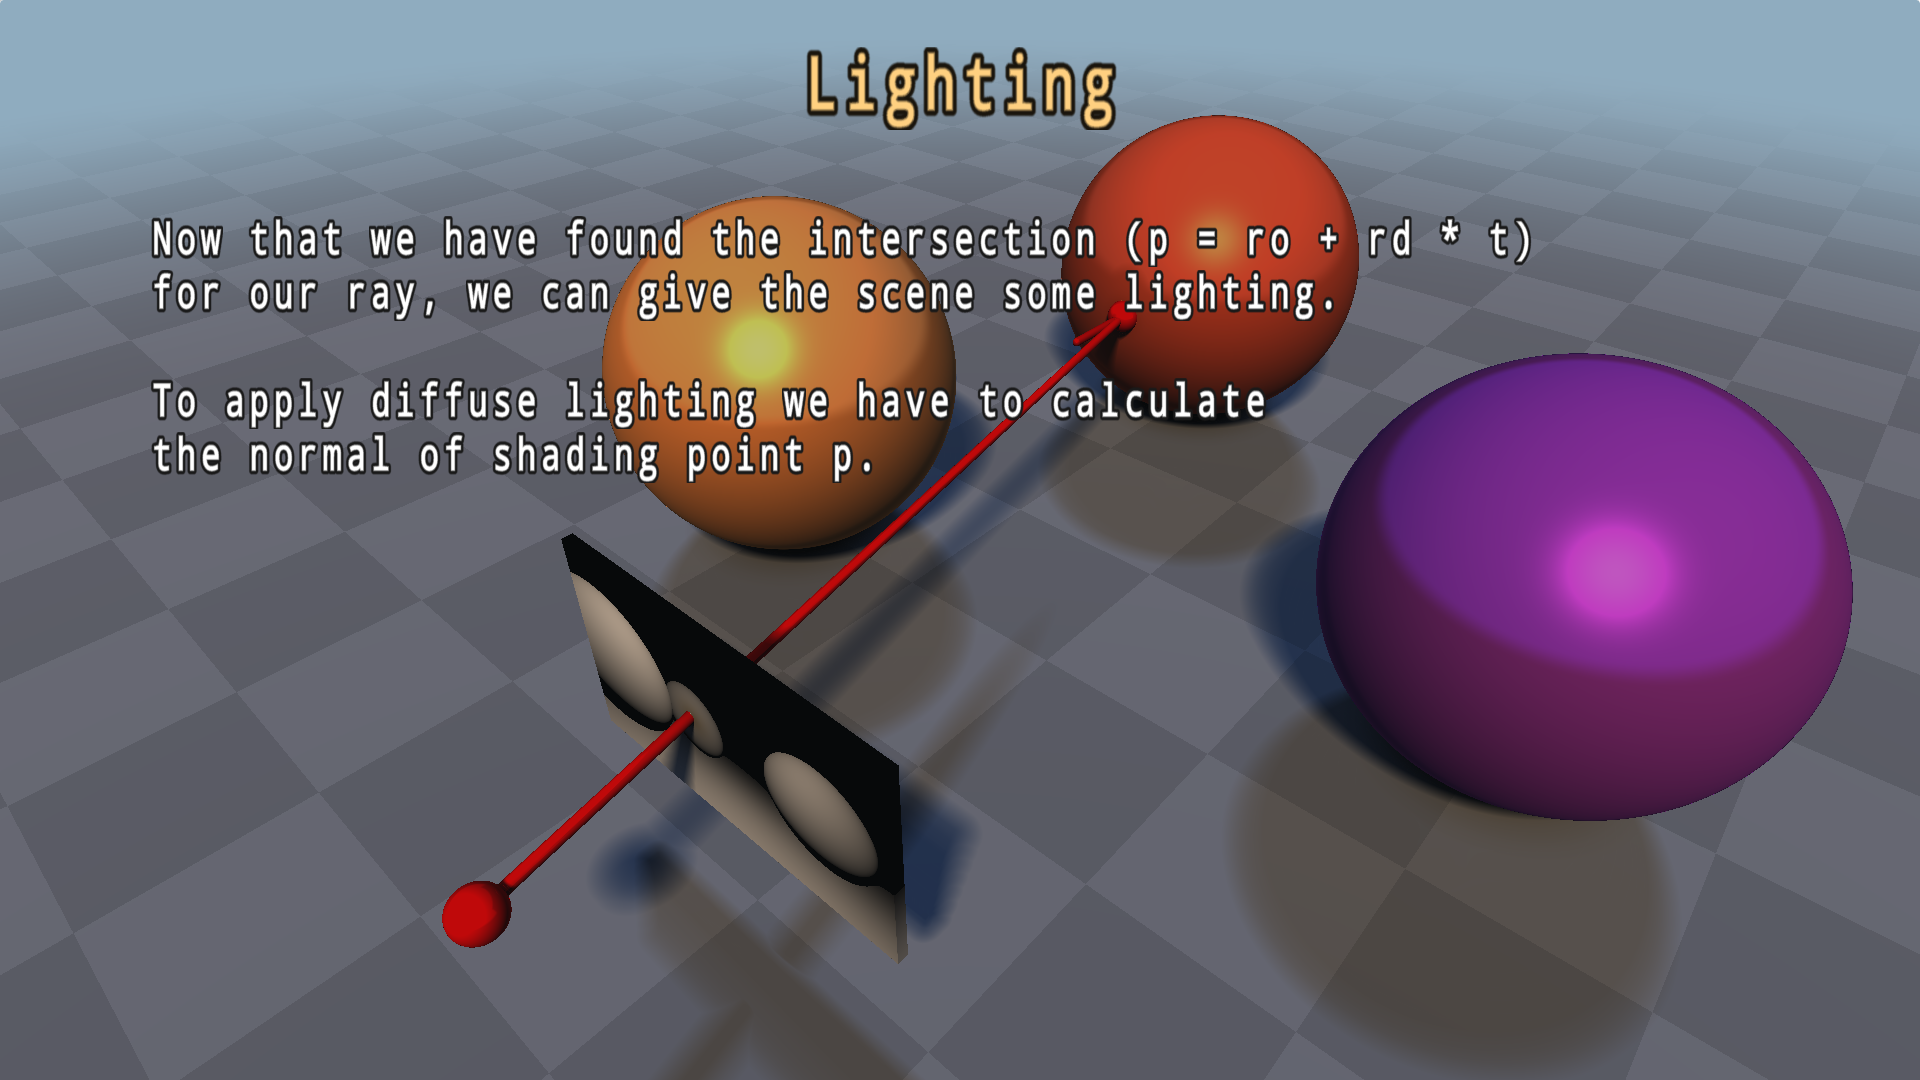 Lighting
Now that we have found the intersection (p = ro + rd * t)
for our ray, we can give the scene some lighting.
To apply diffuse lighting we have to calculate
the normal of shading point p.